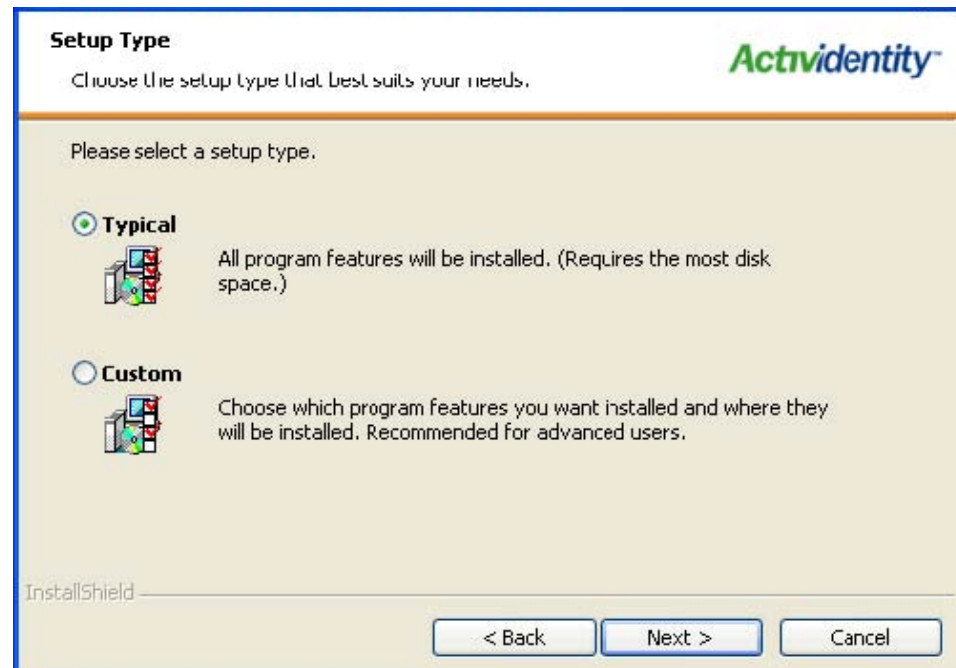 Setup Type
Choose the setup type that best suits your needs.
ActivIdentity™
Please select a setup type.
Typical
All program features will be installed. (Requires the most disk
space.)
Custom
Choose which program features you want installed and where they
will be installed. Recommended for advanced users.
InstallShield
< Back
Next >
Cancel